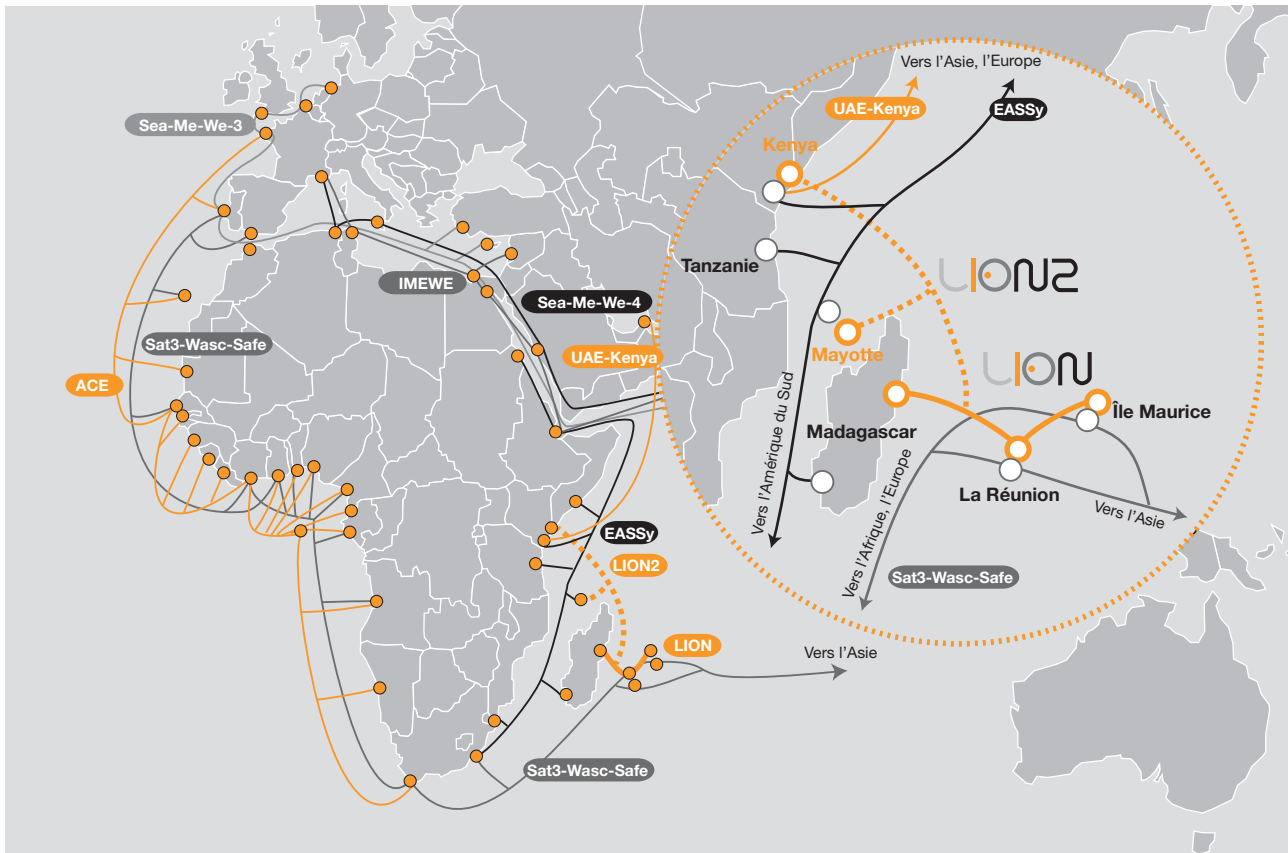 Sea-Me-We-3
IMEWE
Sea-Me-We-4
UAE-Kenya
Sat3-Wasc-Safe
ACE
EASSy
LION2
LION
Vers l'Asie
Sat3-Wasc-Safe
Vers l'Asie, l'Europe
UAE-Kenya
EASSy
Kenya
Tanzanie
LION2
Mayotte
LION
Île Maurice
Madagascar
La Réunion
Vers l'Amérique du Sud
Vers l'Afrique, l'Europe
Vers l'Asie
Sat3-Wasc-Safe